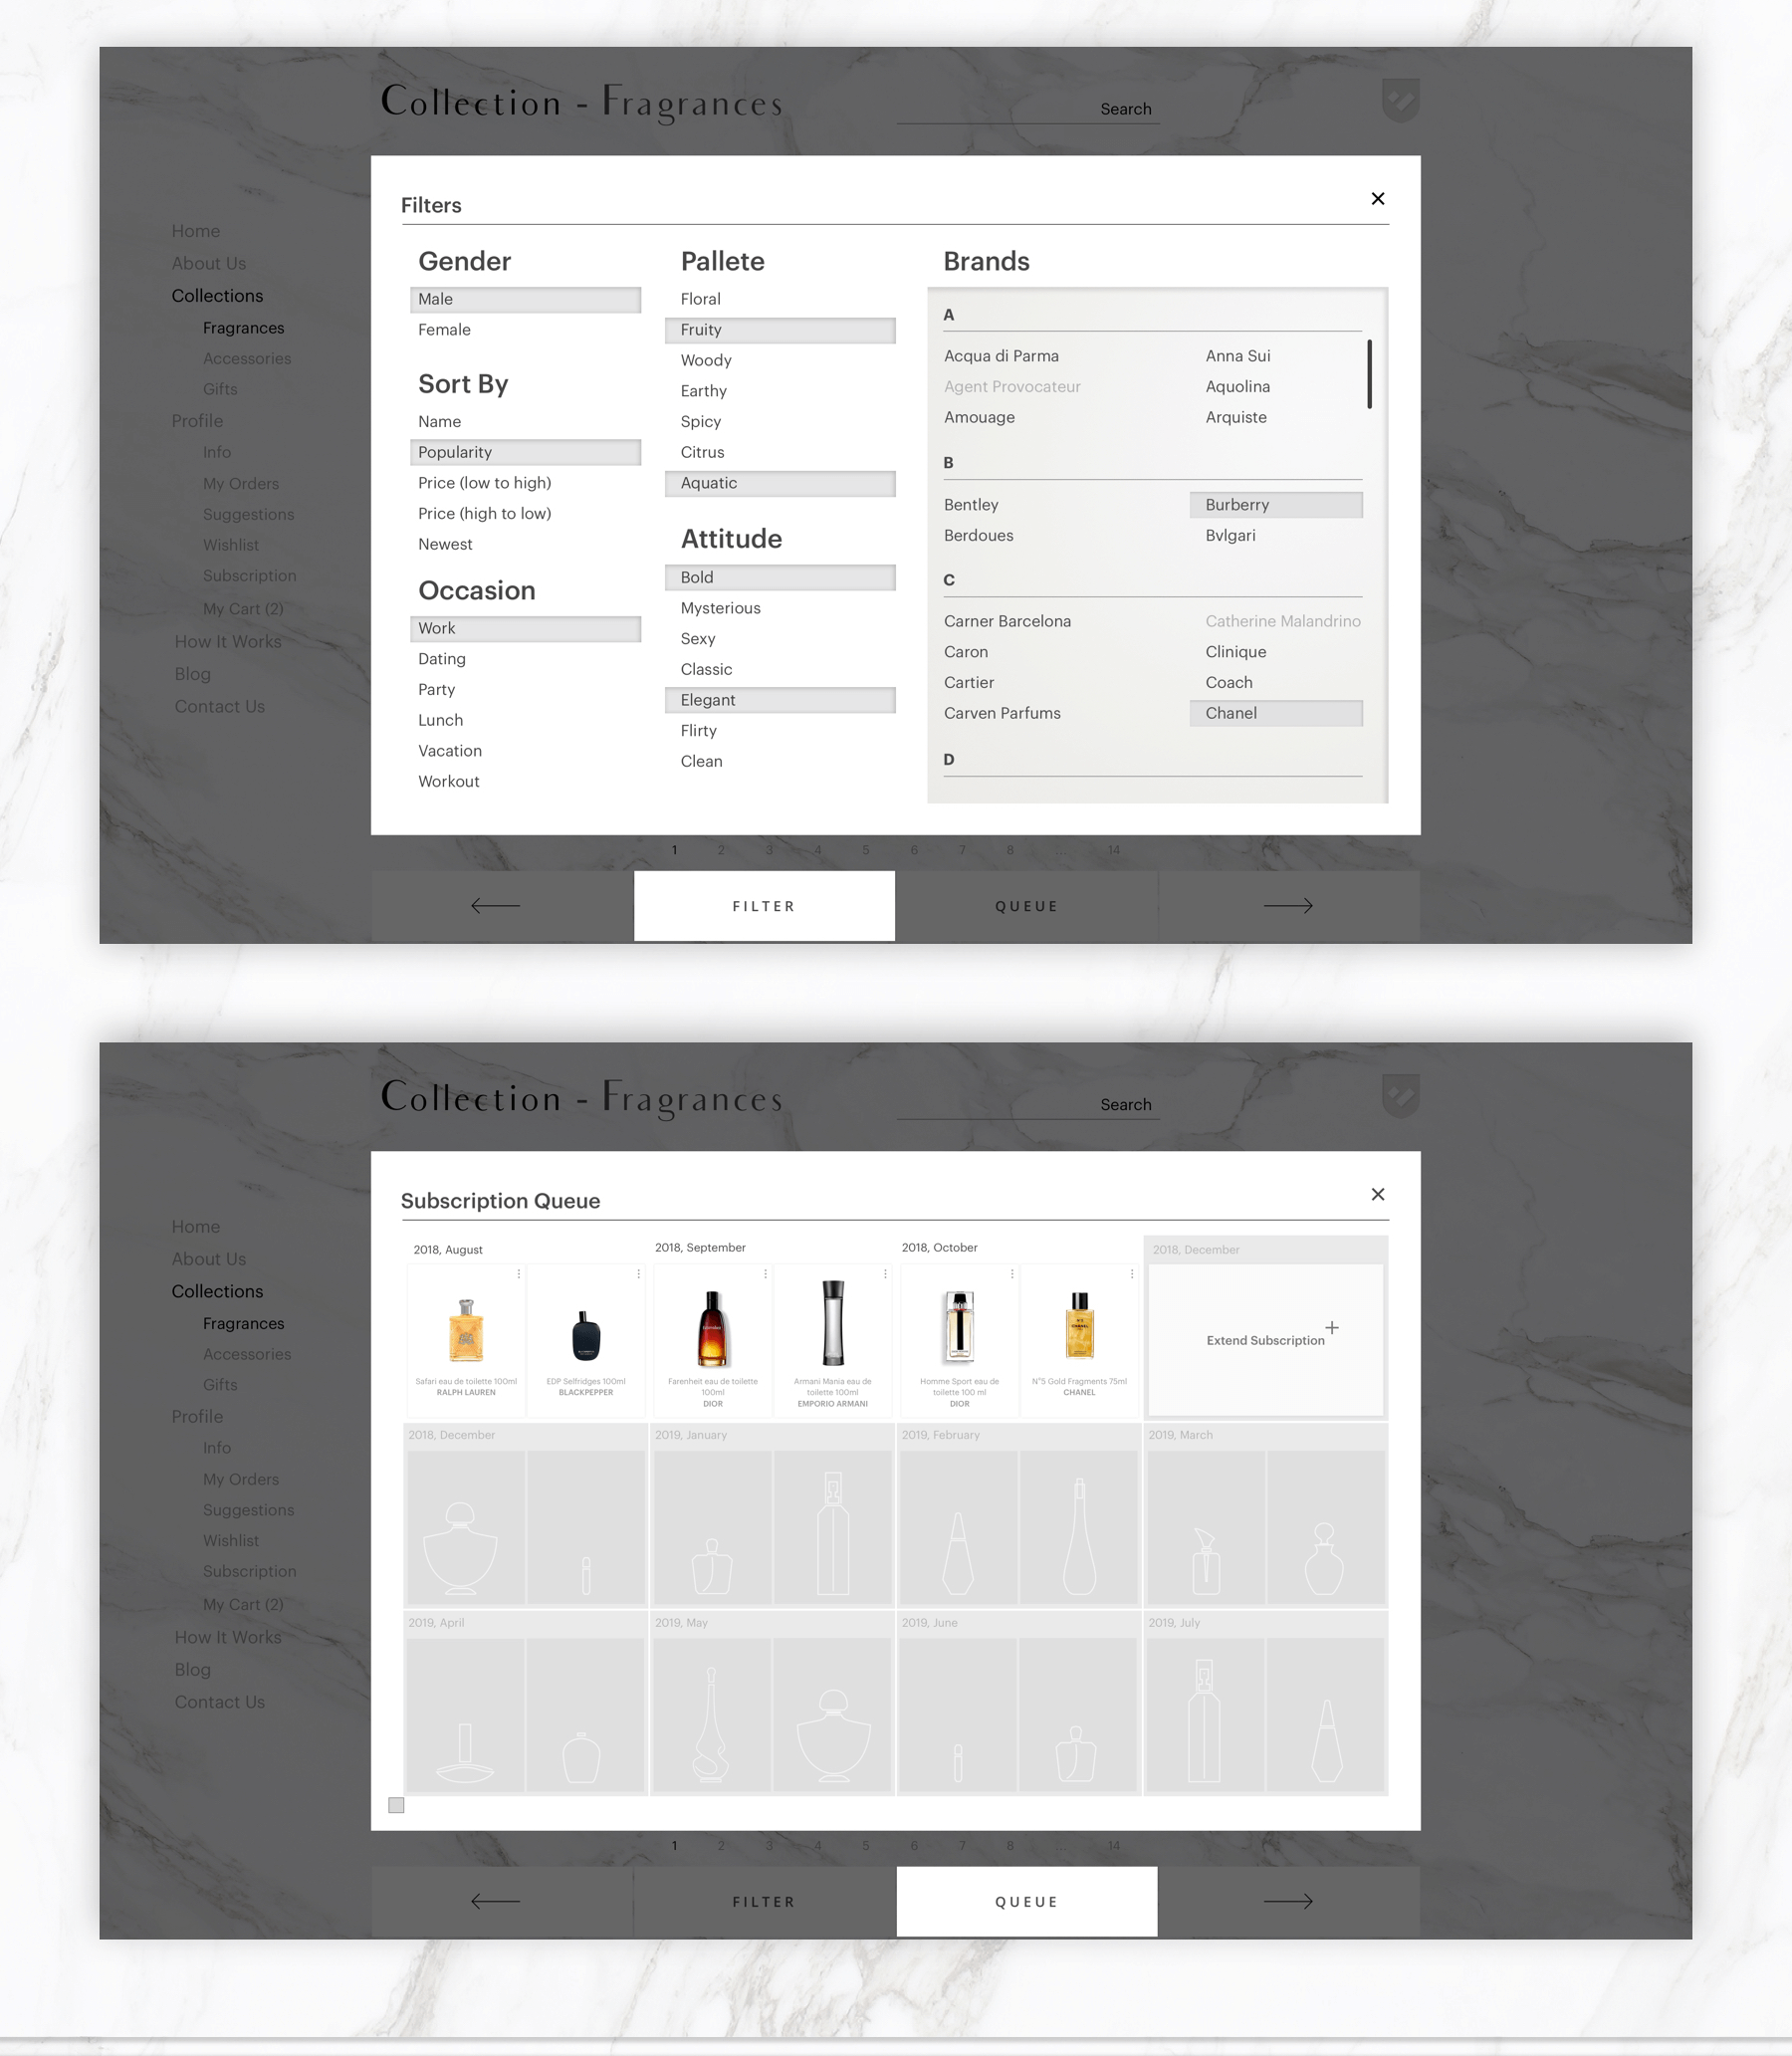 Collection - Fragrances
Search
Home
About Us
Collections
Fragrances
Accessories
Gifts
Profile
Info
My Orders
Suggestions
Wishlist
Subscription
My Cart (2)
How It Works
Blog
Contact Us
Filters
Gender
Male
Female
Sort By
Name
Popularity
Price (low to high)
Price (high to low)
Newest
Occasion
Work
Dating
Party
Lunch
Vacation
Workout
Pallete
Floral
Fruity
Woody
Earthy
Spicy
Citrus
Aquatic
Attitude
Bold
Mysterious
Sexy
Classic
Elegant
Flirty
Clean
Brands
A
Acqua di Parma Anna Sui
Agent Provocateur Aquolina
Amouage Arquiste
B
Bentley Burberry
Berdoues Bvlgari
C
Carner Barcelona Catherine Malandrino
Caron Clinique
Cartier Coach
Carven Parfums Chanel
D
1 2 3 4 5 6 7 8 ... 14
FILTER QUEUE
Collection - Fragrances
Search
Home
About Us
Collections
Fragrances
Accessories
Gifts
Profile
Info
My Orders
Suggestions
Wishlist
Subscription
My Cart (2)
How It Works
Blog
Contact Us
Subscription Queue
2018, August
Safari eau de toilette 100ml
RALPH LAUREN
EDP Selfridges 100ml
BLACKPEPPER
2018, September
Farenheit eau de toilette
100ml
DIOR
Armani Mania eau de
toilette 100ml
EMPORIO ARMANI
2018, October
Homme Sport eau de
toilette 100 ml
DIOR
N°5 Gold Fragments 75ml
CHANEL
2018, December
Extend Subscription
2018, December
2019, January
2019, February
2019, March
2019, April
2019, May
2019, June
2019, July
1 2 3 4 5 6 7 8 ... 14
FILTER QUEUE